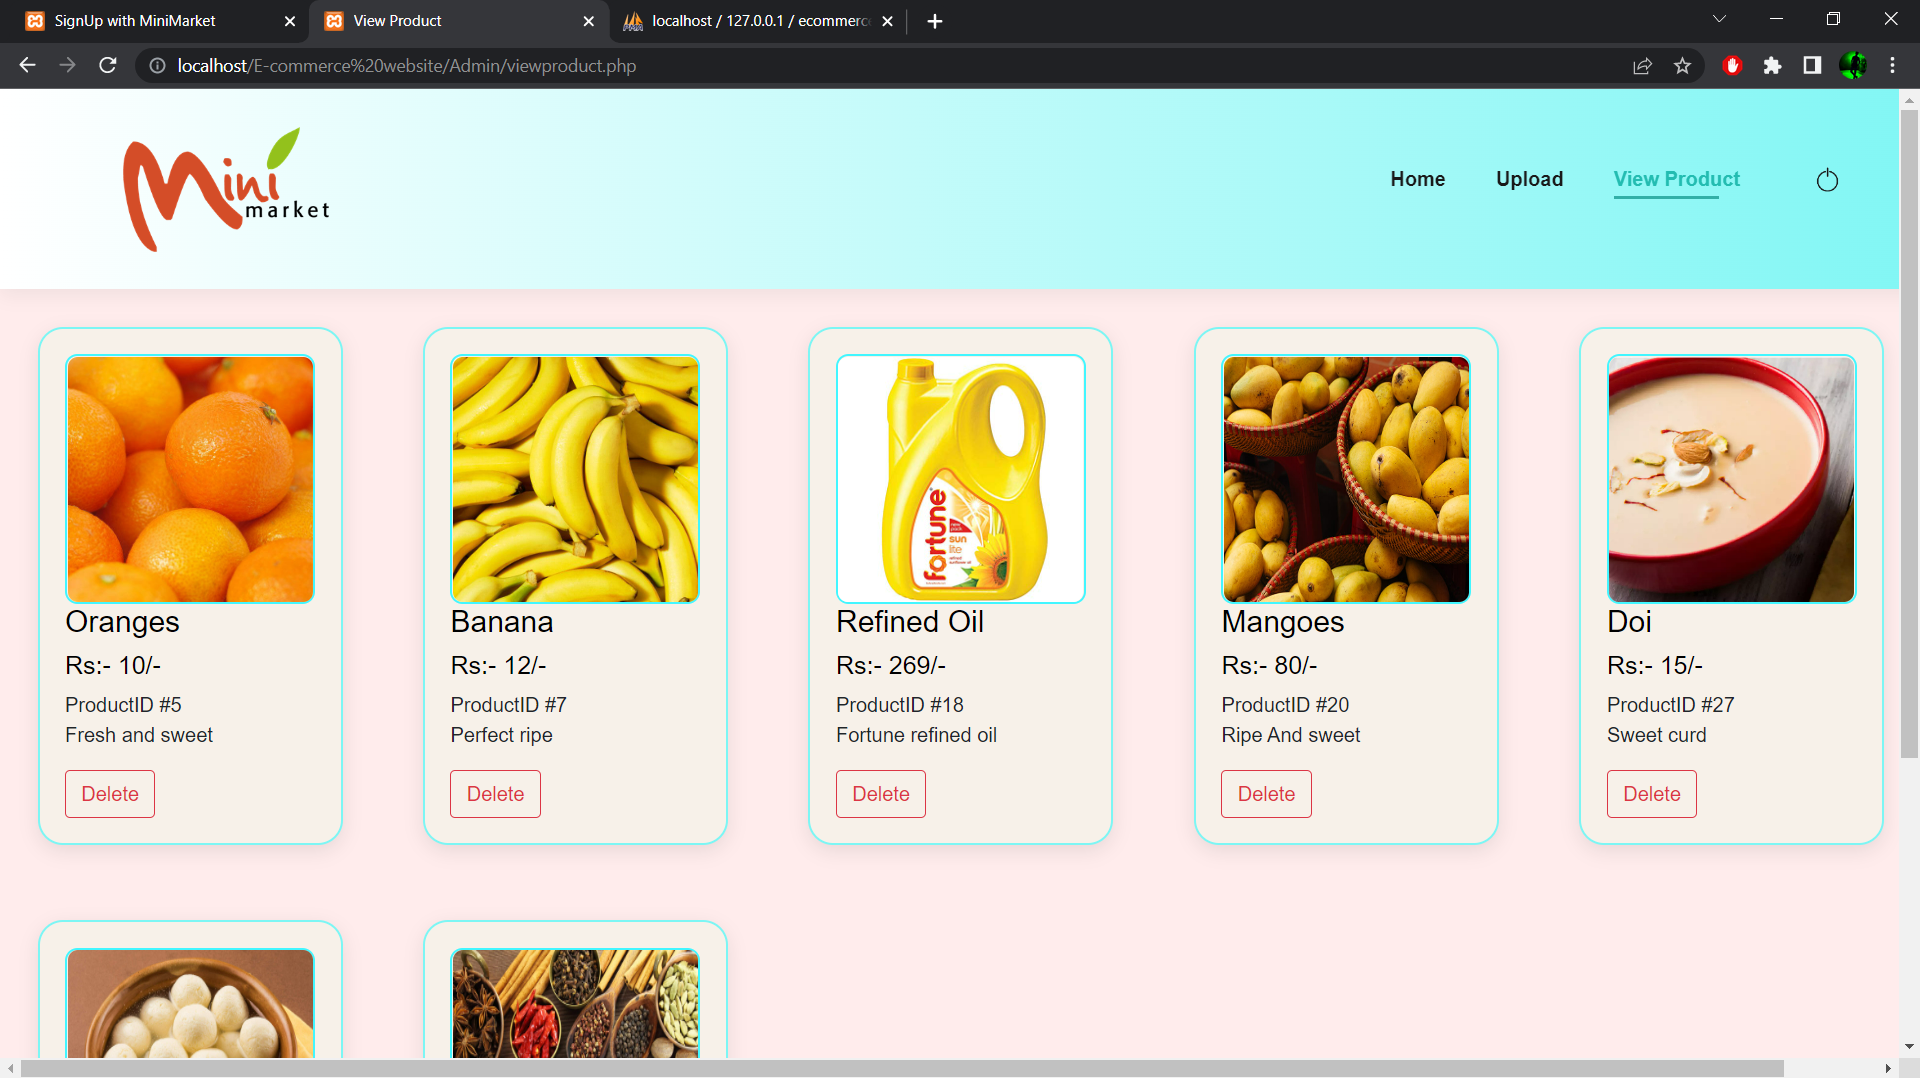 SignUp with MiniMarket
View Product
localhost / 127.0.0.1 / ecommerce
localhost/E-commerce%20website/Admin/viewproduct.php
Mini
market
Home
Upload
View Product
fortune
sun
lite
Oranges
Rs:- 10/-
ProductID #5
Fresh and sweet
Delete
Banana
Rs:- 12/-
ProductID #7
Perfect ripe
Delete
Refined Oil
Rs:- 269/-
ProductID #18
Fortune refined oil
Delete
Mangoes
Rs:- 80/-
ProductID #20
Ripe And sweet
Delete
Doi
Rs:- 15/-
ProductID #27
Sweet curd
Delete